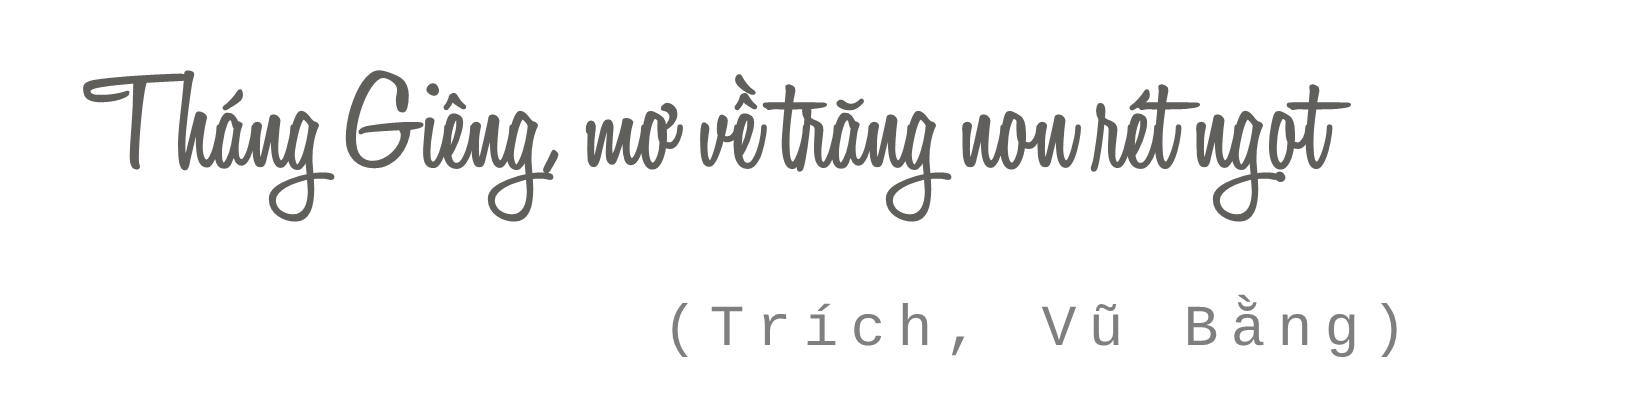 Tháng Giêng, mơ về trăng non rét ngọt
(Trích, Vũ Bằng)